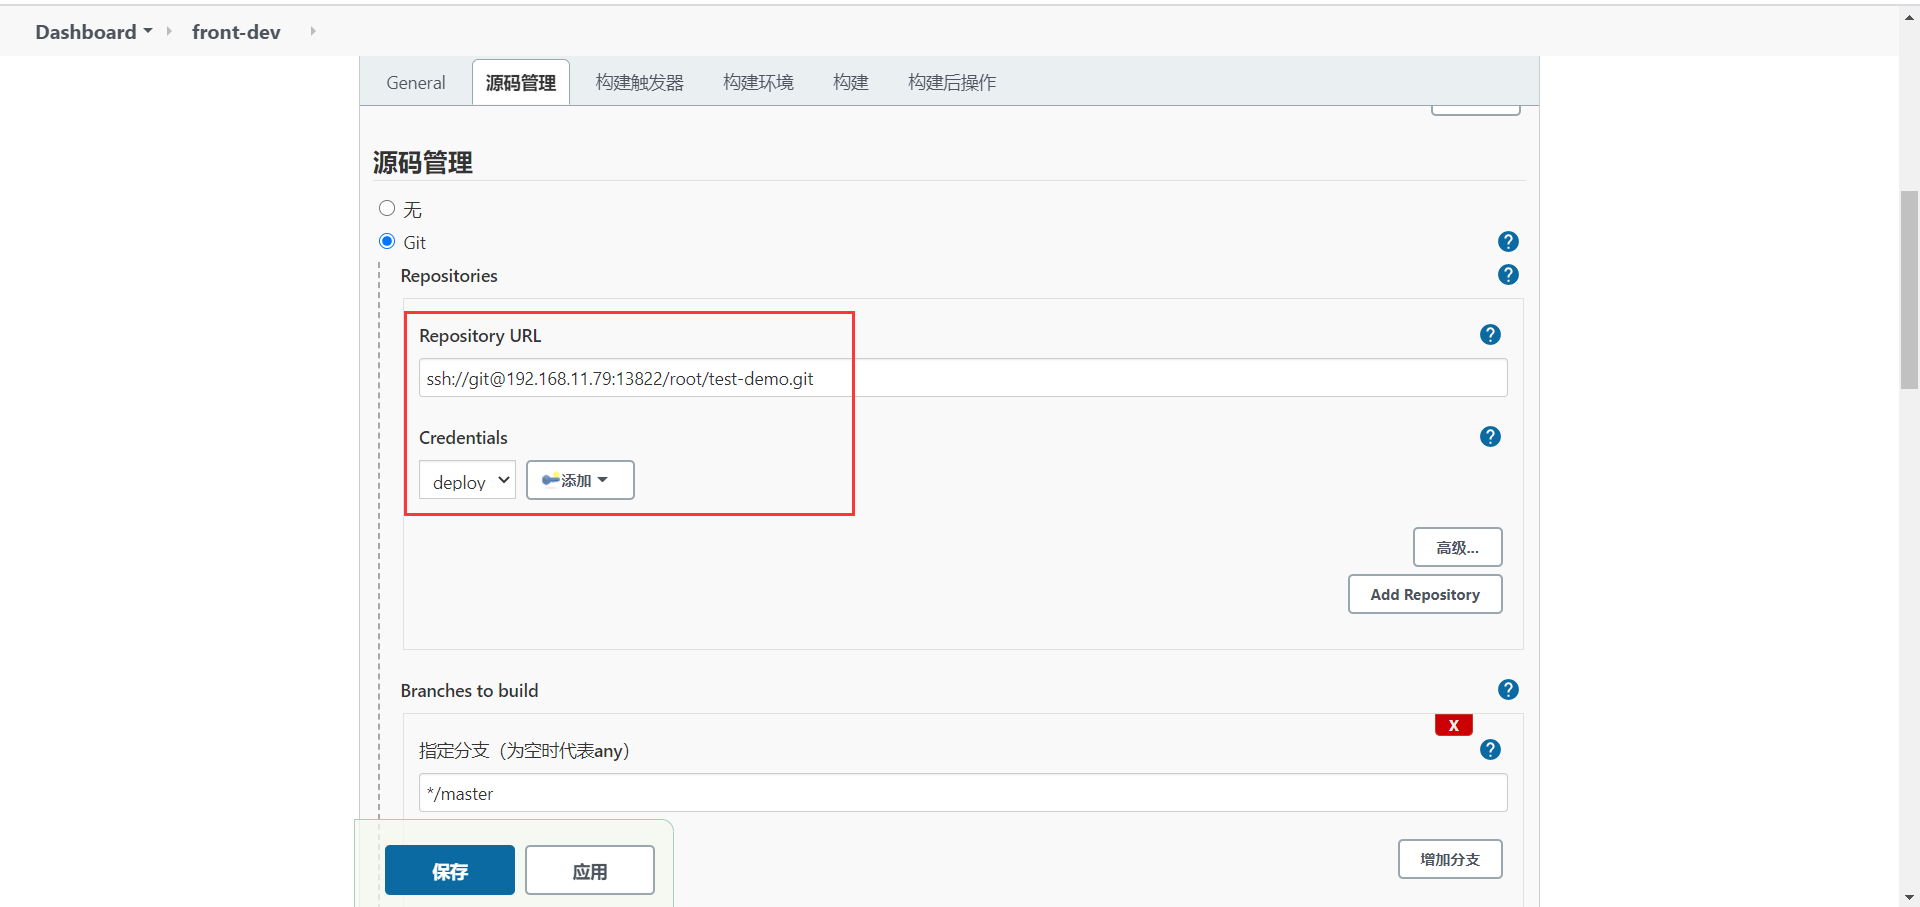 Dashboard front-dev
General 源码管理 构建触发器 构建环境 构建 构建后操作
源码管理
无
Git
Repositories
Repository URL
ssh://git@192.168.11.79:13822/root/test-demo.git
Credentials
deploy 添加
高级...
Add Repository
Branches to build
X
指定分支（为空时代表any）
*/master
增加分支
保存 应用